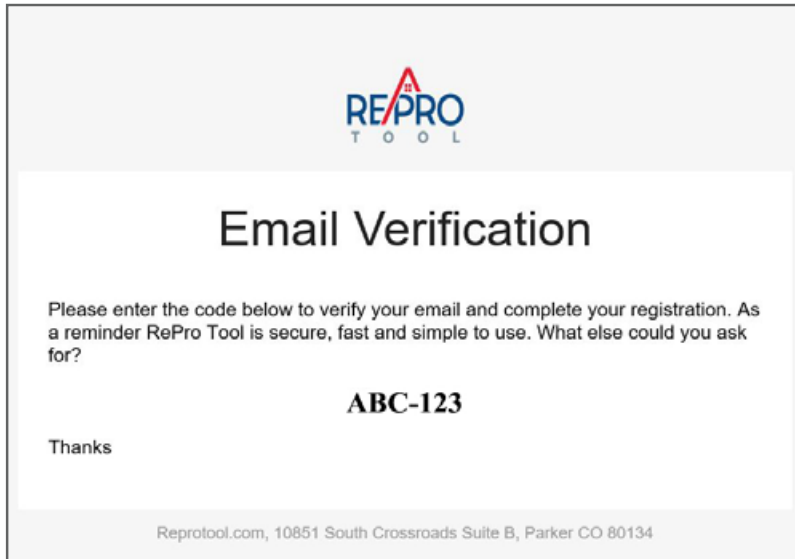 RE/PRO
TOOL
Email Verification
Please enter the code below to verify your email and complete your registration. As
a reminder RePro Tool is secure, fast and simple to use. What else could you ask
for?
ABC-123
Thanks
Reprotool.com, 10851 South Crossroads Suite B, Parker CO 80134